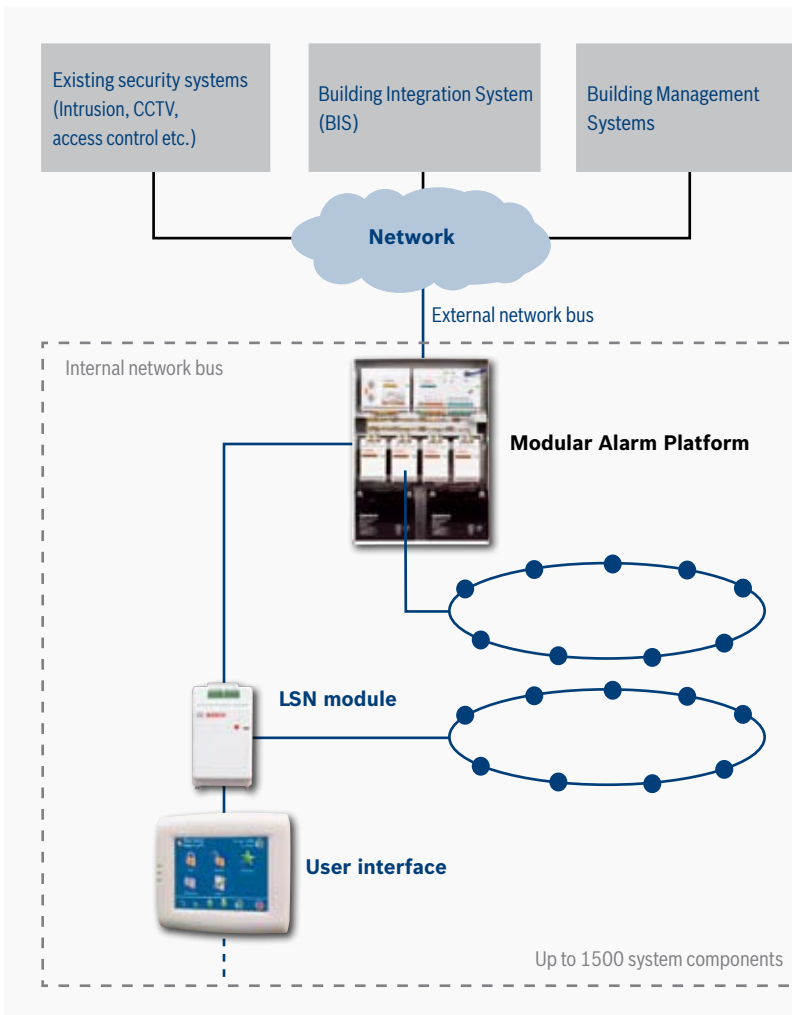 Existing security systems
(Intrusion, CCTV,
access control etc.)
Building Integration System
(BIS)
Building Management
Systems
Network
External network bus
Internal network bus
Modular Alarm Platform
LSN module
BOSCH
User interface
Up to 1500 system components